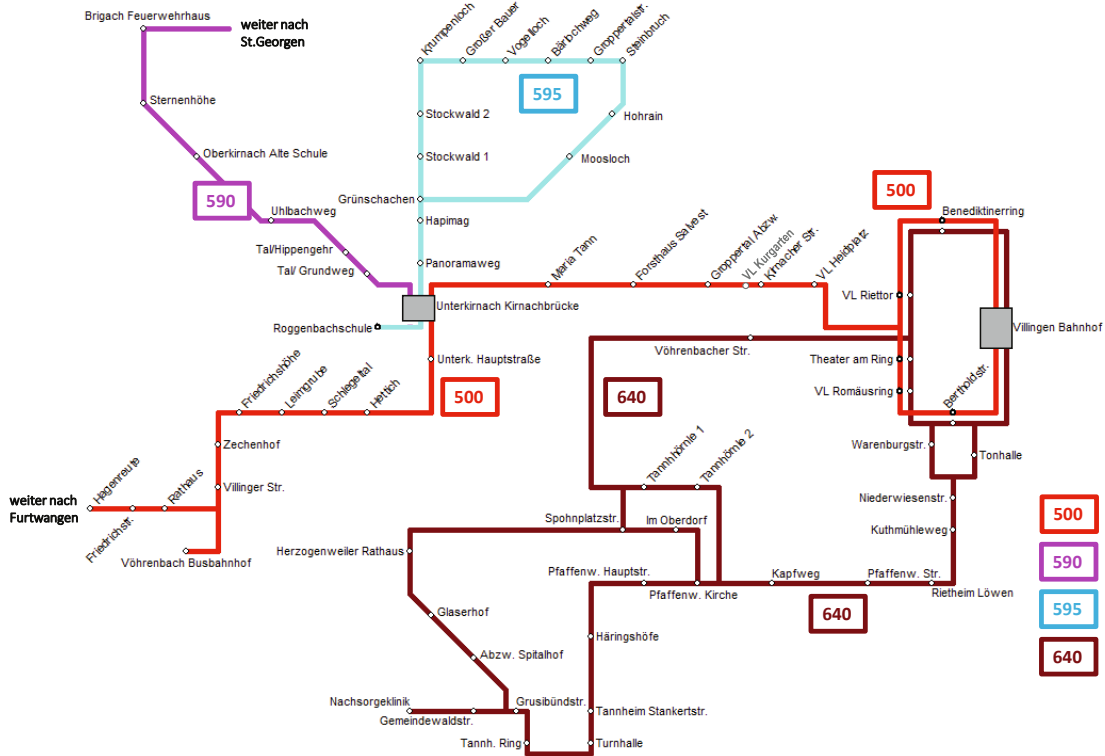 Brigach Feuerwehrhaus
weiter nach
St.Georgen
Krumpenloch
Großer Bauer
Vogelloch
Bärbchweg
Groppertalstr.
Steinbruch
595
Sternenhöhe
Stockwald 2
Hohrain
Oberkirnach Alte Schule
Stockwald 1
Moosloch
590
Grünschachen
500
Uhlbachweg
Hapimag
Benediktinerring
Tal/Hippengehr
Tal/ Grundweg
Panoramaweg
Maria Tann
Forsthaus Salvest
Groppertal Abzw.
VL Kurgarten
Kirnacher Str.
VL Heidplatz
VL Riettor
Unterkirnach Kirnachbrücke
Roggenbachschule
Villingen Bahnhof
Unterk. Hauptstraße
Vöhrenbacher Str.
Theater am Ring
Friedrichshöhe
Leimgrube
Schlegeltal
Hettich
500
640
VL Romäusring
Bertholdstr.
Zechenhof
Tannhörnle 1
Tannhörnle 2
Warenburgstr.
Tonhalle
weiter nach
Furtwangen
Hagenreute
Friedrichstr.
Rathaus
Villinger Str.
Niederwiesenstr.
500
Spohnplatzstr.
Im Oberdorf
Kuthmühleweg
Vöhrenbach Busbahnhof
Herzogenweiler Rathaus
590
Pfaffenw. Hauptstr.
Pfaffenw. Kirche
Kapfweg
Pfaffenw. Str.
Rietheim Löwen
595
Glaserhof
640
Häringshöfe
Abzw. Spitalhof
640
Nachsorgeklinik
Gemeindewaldstr.
Grusibündstr.
Tannheim Stankertstr.
Tannh. Ring
Turnhalle